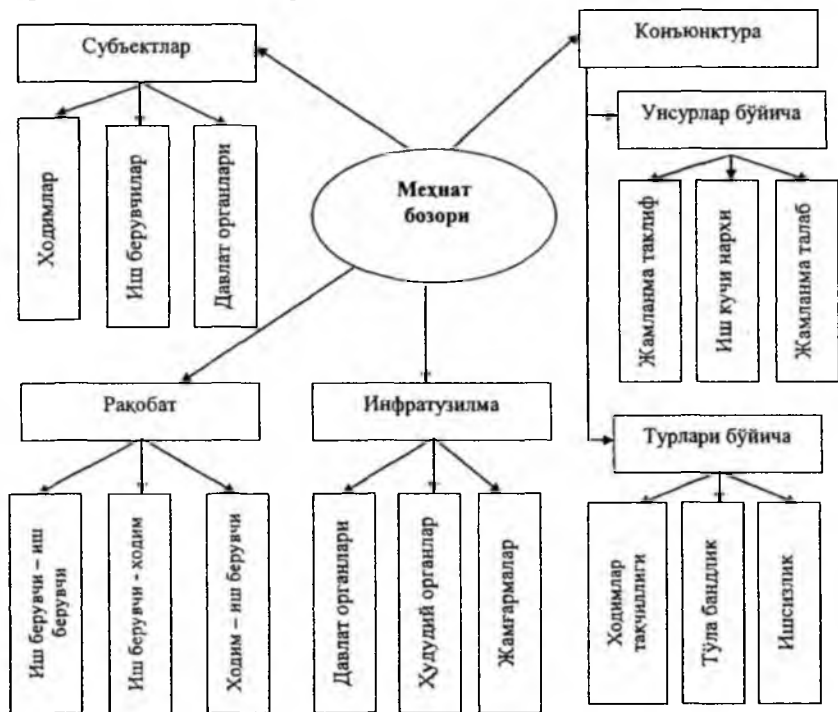 Субъектлар
Ходимлар
Иш берувчилар
Давлат органлари
Меҳнат
бозори
Конъюнктура
Унсурлар бўйича
Жамланма таклиф
Иш кучи нархи
Жамланма талаб
Турлари бўйича
Ходимлар
тақчиллиги
Тўла бандлик
Ишсизлик
Рақобат
Иш берувчи – иш
берувчи
Иш берувчи - ходим
Ходим – иш берувчи
Инфратузилма
Давлат органлари
Ҳудудий органлар
Жамғармалар